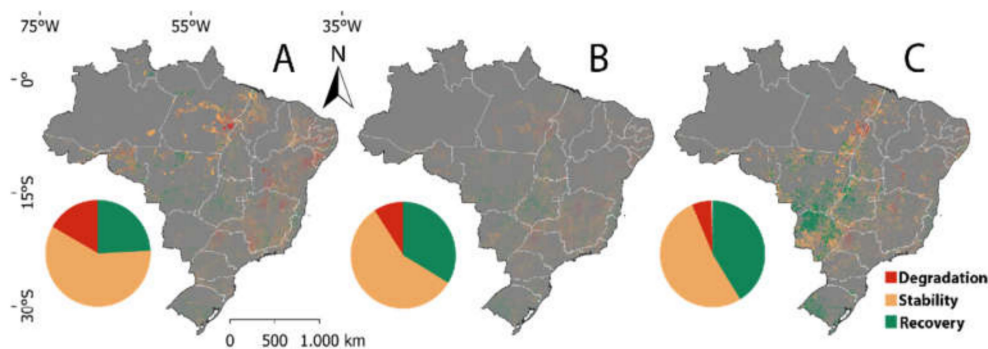 75°W 55°W 35°W
A B C
N
0°
15°S
30°S
Degradation
Stability
Recovery
0 500 1.000 km